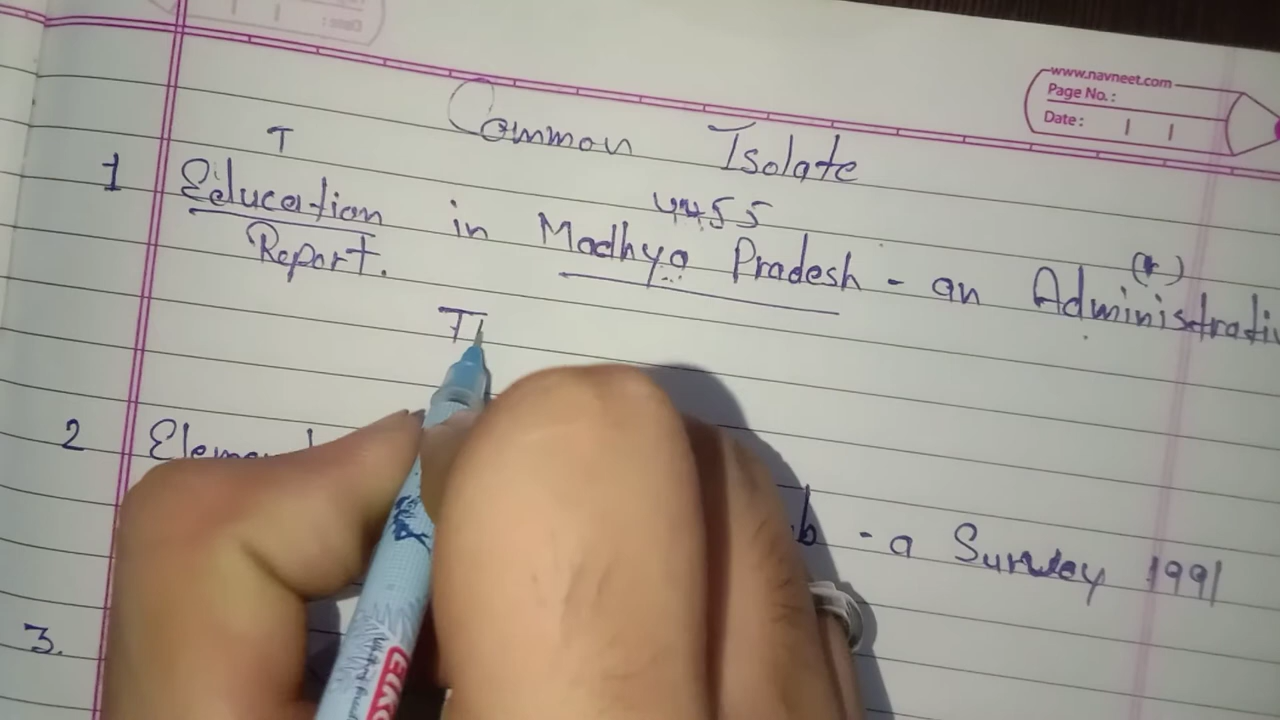 www.navneet.com
Page No. :
Date :
Common Isolate
T
4455
(r)
1 Education in Madhya Pradesh - an Administrati
Report.
T
2 - a Survey 1991
3.